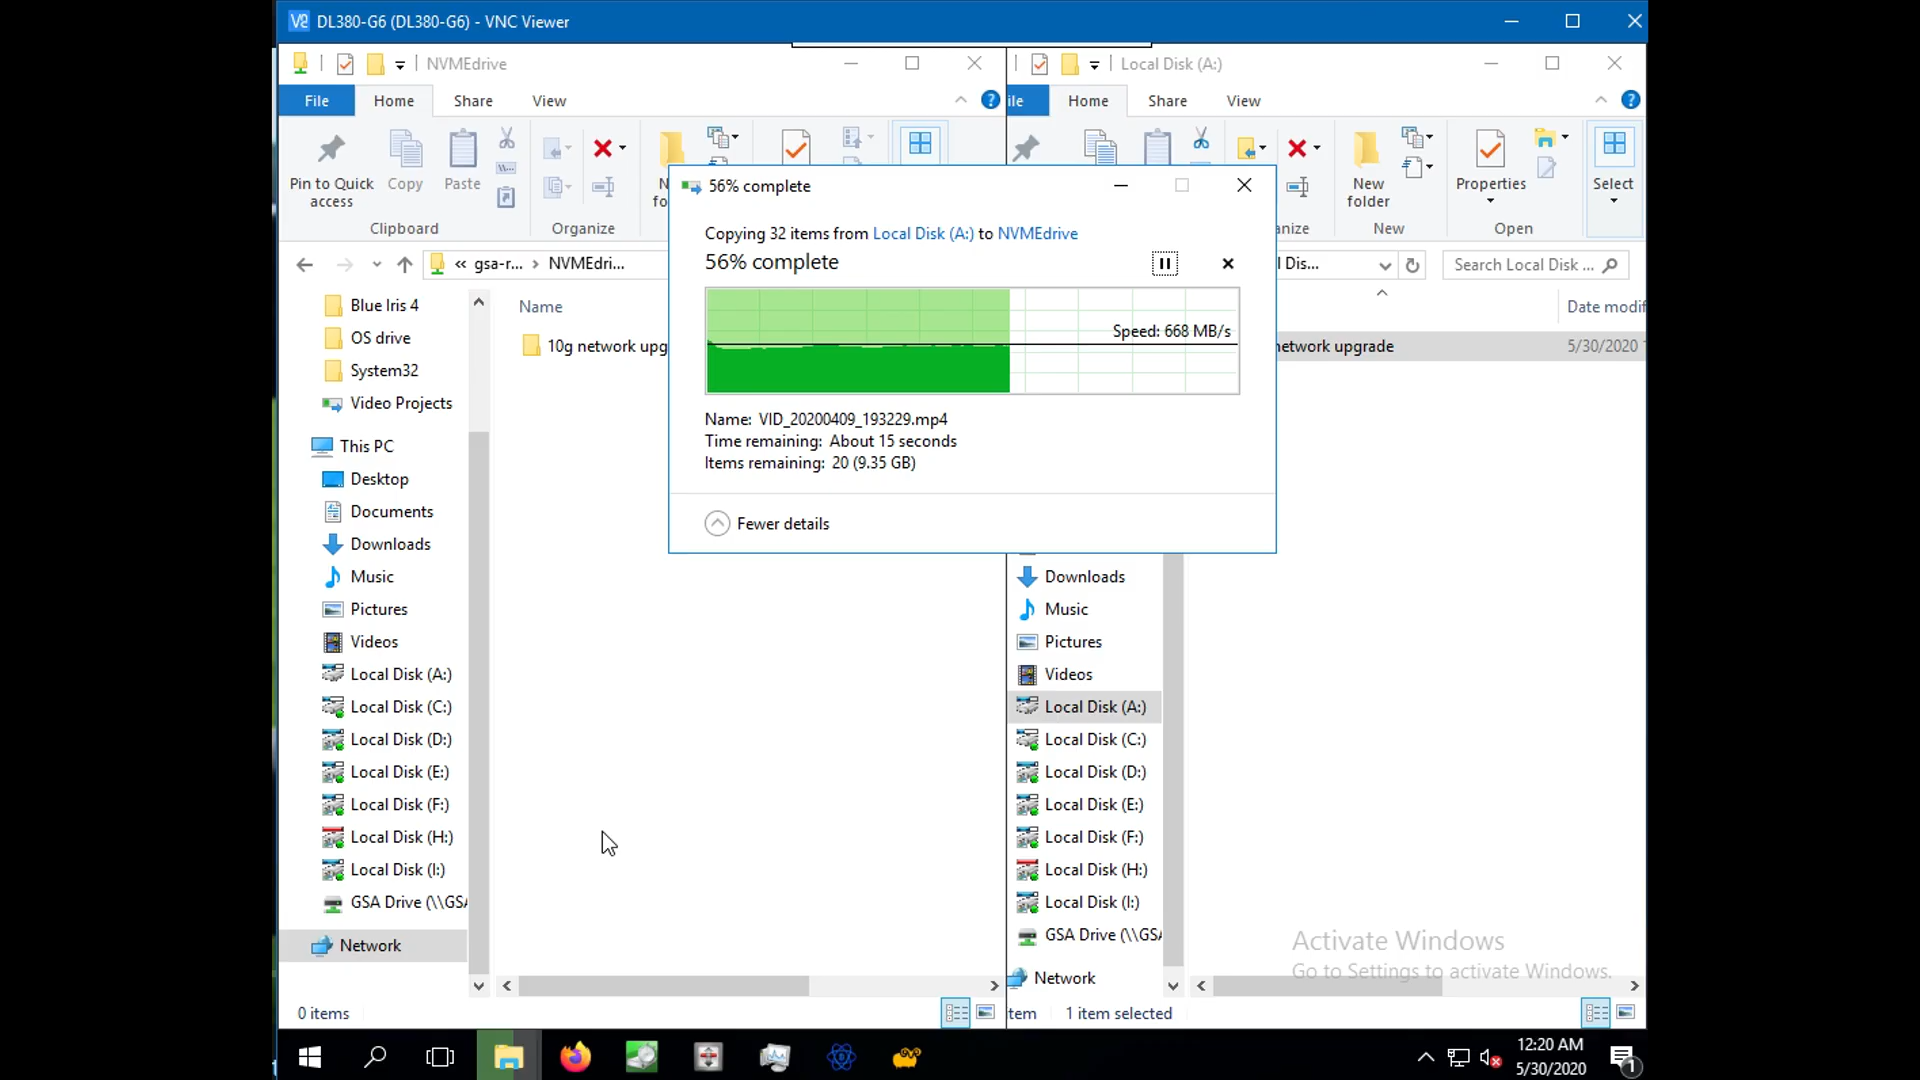 DL380-G6 (DL380-G6) - VNC Viewer
NVMEdrive
File
Home
Share
View
Pin to Quick
access
Copy
Paste
Clipboard
Organize
Local Disk (A:)
ile
Home
Share
View
New
folder
New
Properties
Open
Select
anize
« gsa-r... › NVMEdri...
l Dis...
Search Local Disk ...
56% complete
Copying 32 items from Local Disk (A:) to NVMEdrive
56% complete
Speed: 668 MB/s
Name: VID_20200409_193229.mp4
Time remaining: About 15 seconds
Items remaining: 20 (9.35 GB)
Fewer details
Blue Iris 4
OS drive
System32
Video Projects
This PC
Desktop
Documents
Downloads
Music
Pictures
Videos
Local Disk (A:)
Local Disk (C:)
Local Disk (D:)
Local Disk (E:)
Local Disk (F:)
Local Disk (H:)
Local Disk (I:)
GSA Drive (\\GSA
Network
0 items
Name
10g network upg
Date modif
network upgrade
5/30/2020
Downloads
Music
Pictures
Videos
Local Disk (A:)
Local Disk (C:)
Local Disk (D:)
Local Disk (E:)
Local Disk (F:)
Local Disk (H:)
Local Disk (I:)
GSA Drive (\\GSA
Network
item
1 item selected
Activate Windows
Go to Settings to activate Windows.
12:20 AM
5/30/2020
1